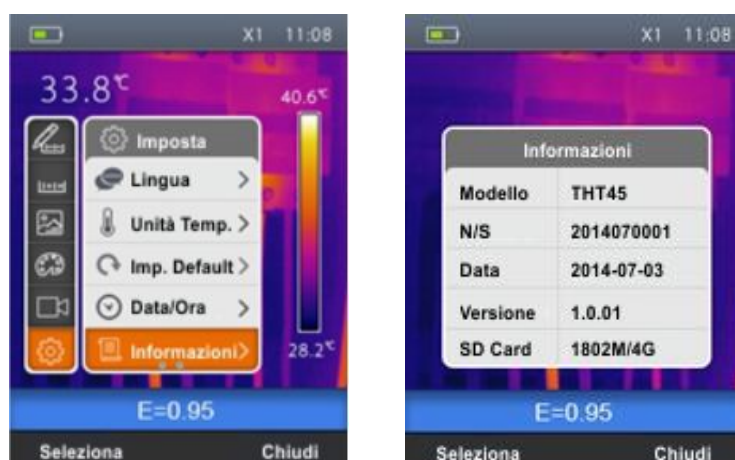 X1 11:08
33.8℃
40.6℃
Imposta
Lingua >
Unità Temp. >
Imp. Default >
Data/Ora >
Informazioni >
28.2℃
E=0.95
Seleziona Chiudi
X1 11:08
Informazioni
Modello THT45
N/S 2014070001
Data 2014-07-03
Versione 1.0.01
SD Card 1802M/4G
E=0.95
Seleziona Chiudi